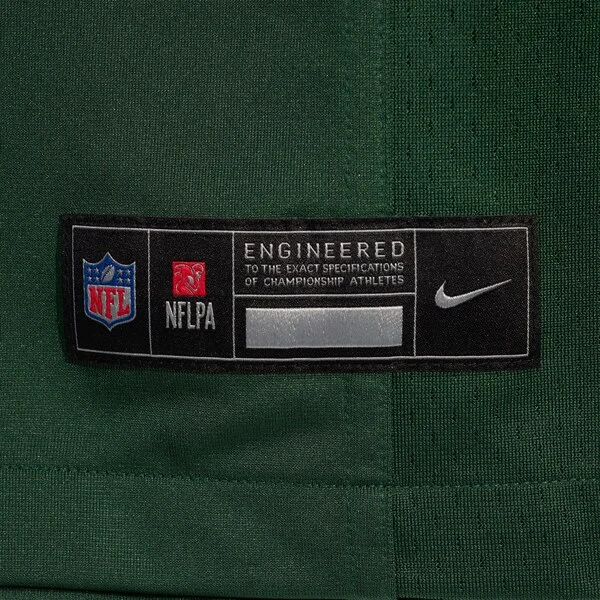 NFL
NFLPA
ENGINEERED
TO THE EXACT SPECIFICATIONS
OF CHAMPIONSHIP ATHLETES